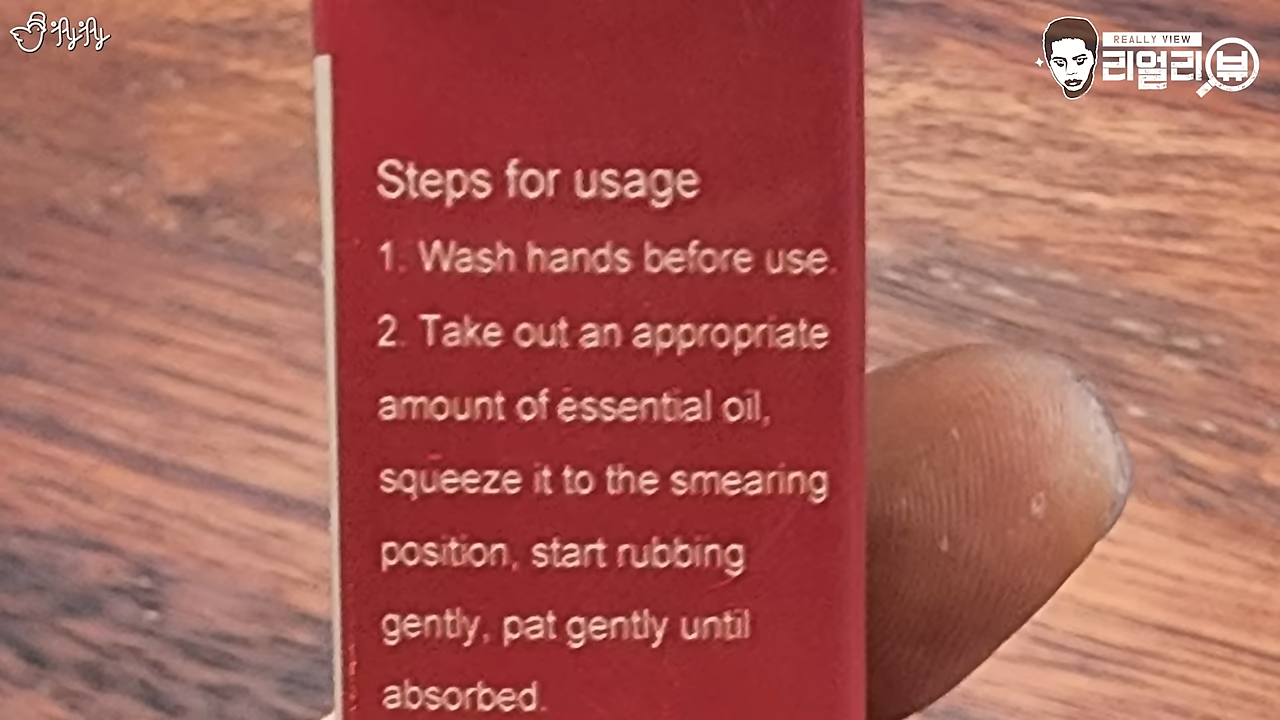 REALLY VIEW
리얼리뷰
Steps for usage
1. Wash hands before use.
2. Take out an appropriate
amount of essential oil,
squeeze it to the smearing
position, start rubbing
gently, pat gently until
absorbed.